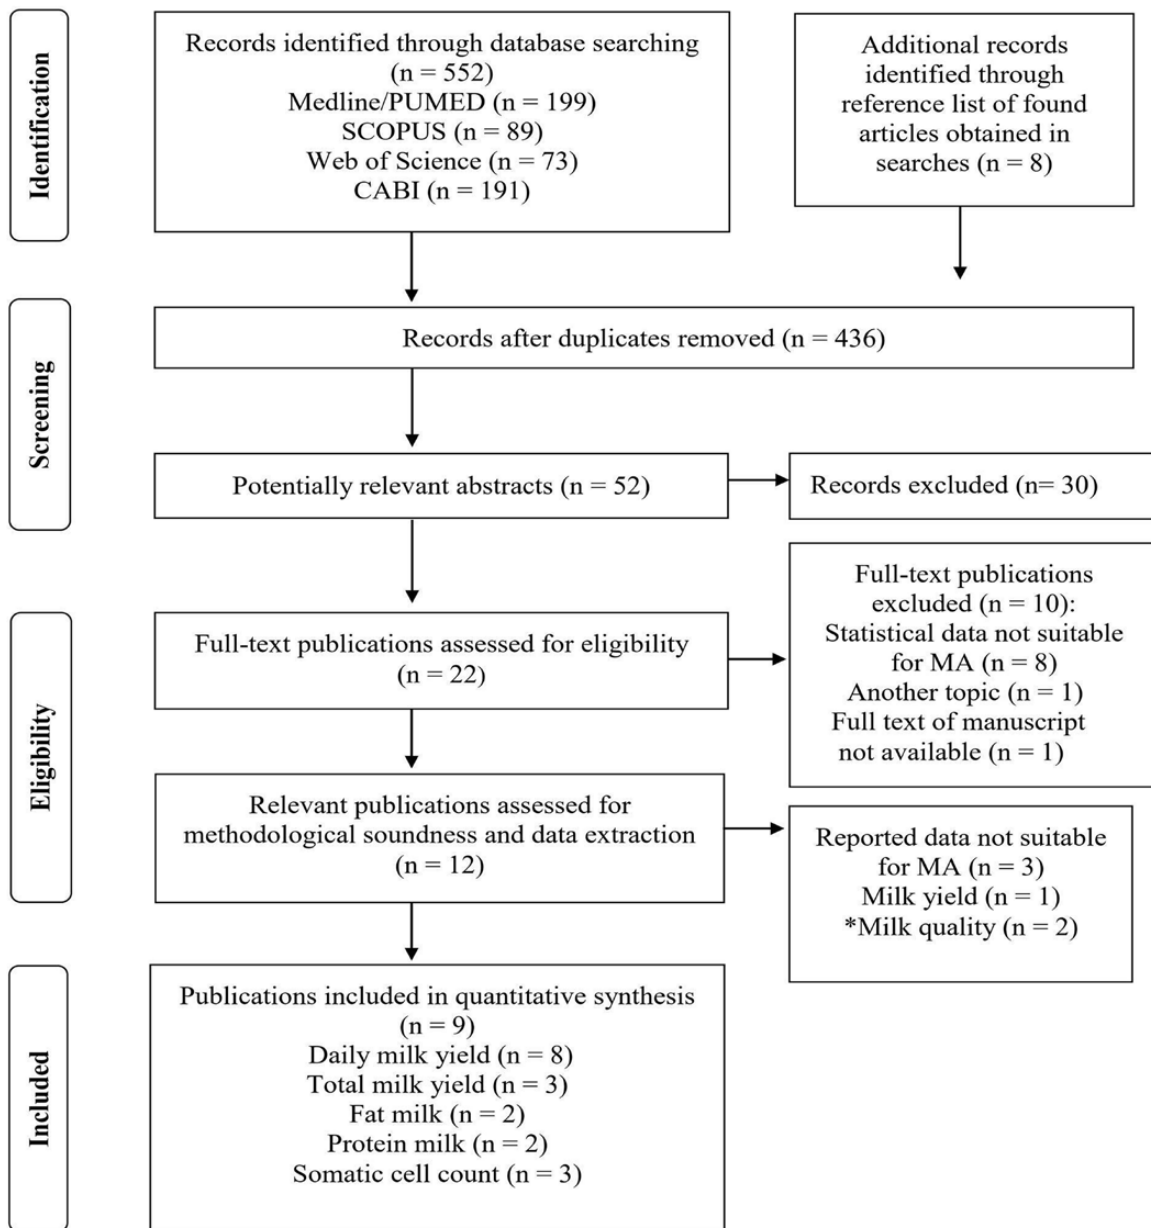 Identification
Records identified through database searching
(n = 552)
Medline/PUMED (n = 199)
SCOPUS (n = 89)
Web of Science (n = 73)
CABI (n = 191)
Additional records
identified through
reference list of found
articles obtained in
searches (n = 8)
Screening
Records after duplicates removed (n = 436)
Potentially relevant abstracts (n = 52)
Records excluded (n= 30)
Eligibility
Full-text publications assessed for eligibility
(n = 22)
Full-text publications
excluded (n = 10):
Statistical data not suitable
for MA (n = 8)
Another topic (n = 1)
Full text of manuscript
not available (n = 1)
Relevant publications assessed for
methodological soundness and data extraction
(n = 12)
Reported data not suitable
for MA (n = 3)
Milk yield (n = 1)
*Milk quality (n = 2)
Included
Publications included in quantitative synthesis
(n = 9)
Daily milk yield (n = 8)
Total milk yield (n = 3)
Fat milk (n = 2)
Protein milk (n = 2)
Somatic cell count (n = 3)